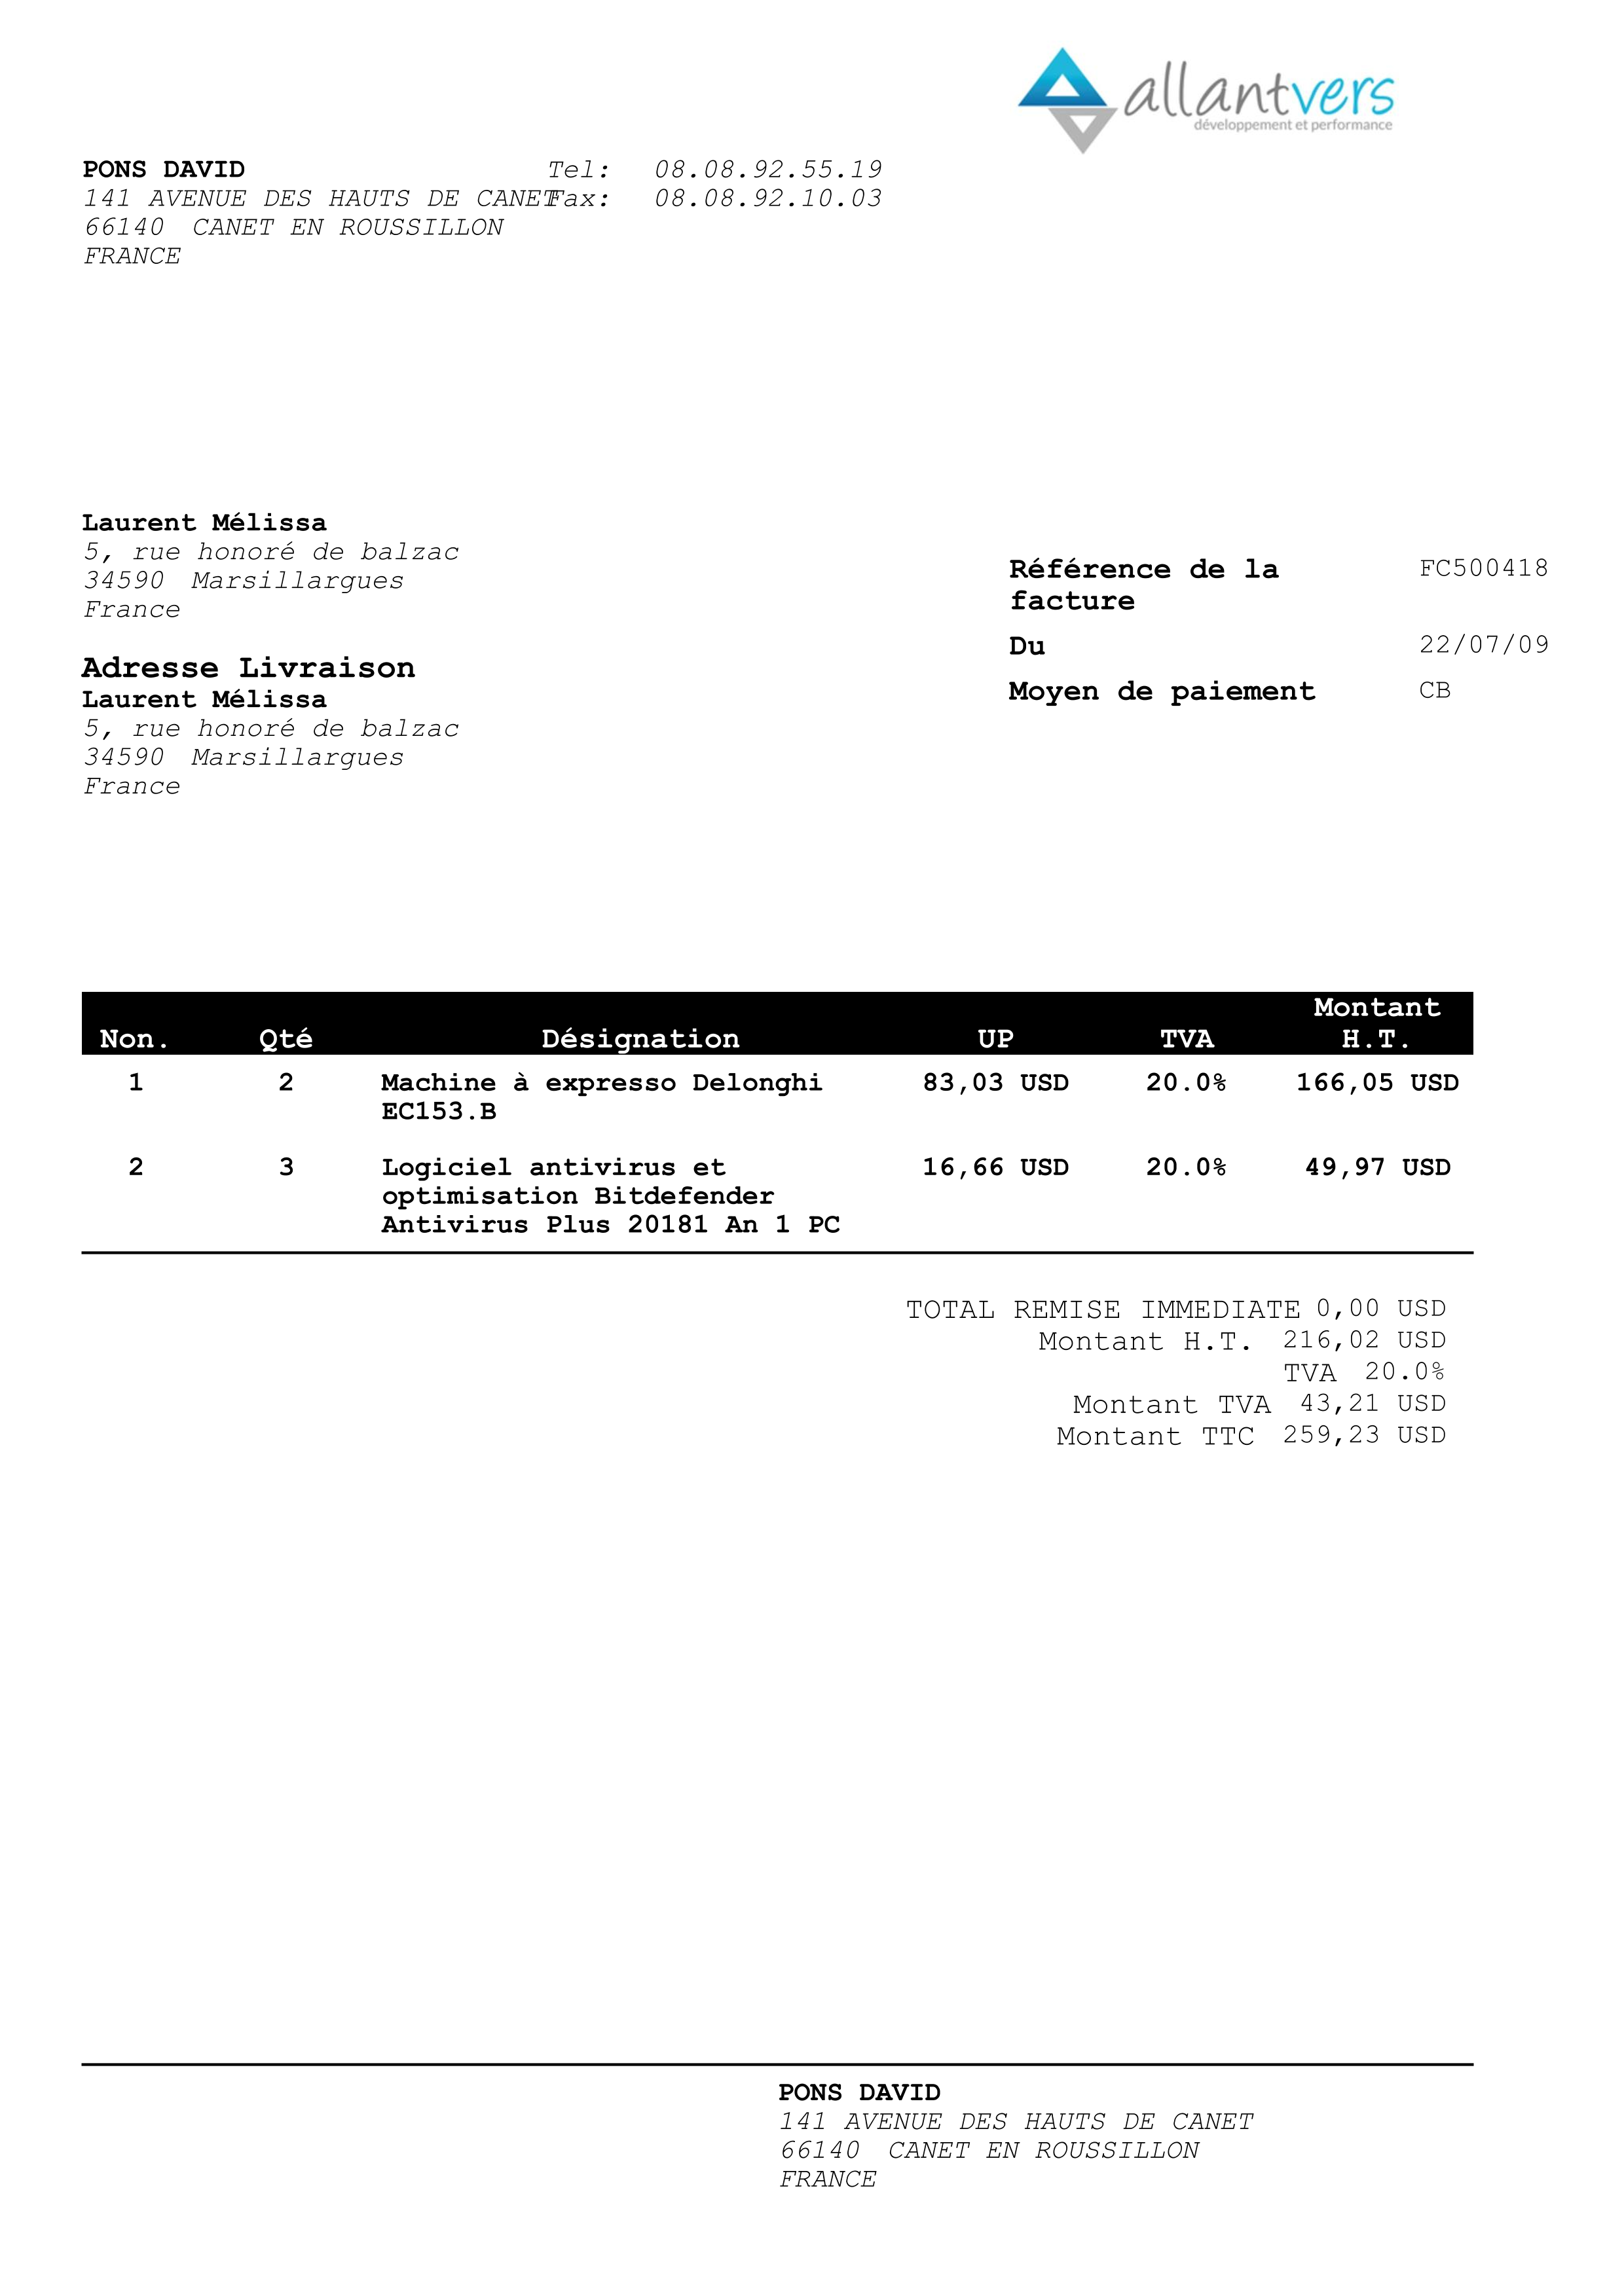 allantvers
développement et performance
PONS DAVID
141 AVENUE DES HAUTS DE CANET
66140 CANET EN ROUSSILLON
FRANCE
Tel: 08.08.92.55.19
Fax: 08.08.92.10.03
Laurent Mélissa
5, rue honoré de balzac
34590 Marsillargues
France
Adresse Livraison
Laurent Mélissa
5, rue honoré de balzac
34590 Marsillargues
France
Référence de la FC500418
facture
Du 22/07/09
Moyen de paiement CB
Montant
Non. Qté Désignation UP TVA H.T.
1 2 Machine à expresso Delonghi 83,03 USD 20.0% 166,05 USD
EC153.B
2 3 Logiciel antivirus et 16,66 USD 20.0% 49,97 USD
optimisation Bitdefender
Antivirus Plus 20181 An 1 PC
TOTAL REMISE IMMEDIATE 0,00 USD
Montant H.T. 216,02 USD
TVA 20.0%
Montant TVA 43,21 USD
Montant TTC 259,23 USD
PONS DAVID
141 AVENUE DES HAUTS DE CANET
66140 CANET EN ROUSSILLON
FRANCE